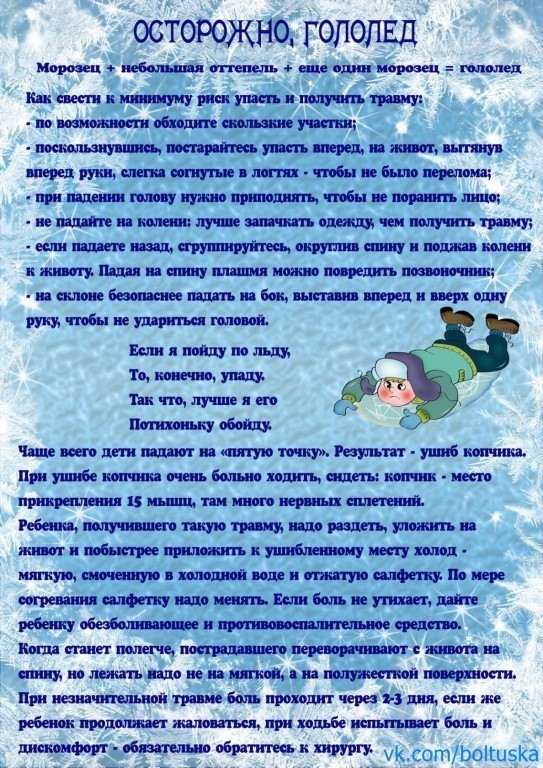 ОСТОРОЖНО, ГОЛОЛЕД
Морозец + небольшая оттепель + еще один морозец = гололед
Как свести к минимуму риск упасть и получить травму:
- по возможности обходите скользкие участки;
- поскользнувшись, постарайтесь упасть вперед, на живот, вытянув
вперед руки, слегка согнутые в логтях - чтобы не было перелома;
- при падении голову нужно приподнять, чтобы не поранить лицо;
- не падайте на колени: лучше запачкать одежду, чем получить травму;
- если падаете назад, сгруппируйтесь, округлив спину и поджав колени
к животу. Падая на спину плашмя можно повредить позвоночник;
- на склоне безопаснее падать на бок, выставив вперед и вверх одну
руку, чтобы не удариться головой.
Если я пойду по льду,
То, конечно, упаду.
Так что, лучше я его
Потихоньку обойду.
Чаще всего дети падают на «пятую точку». Результат - ушиб копчика.
При ушибе копчика очень больно ходить, сидеть: копчик - место
прикрепления 15 мышц, там много нервных сплетений.
Ребенка, получившего такую травму, надо раздеть, уложить на
живот и побыстрее приложить к ушибленному месту холод -
мягкую, смоченную в холодной воде и отжатую салфетку. По мере
согревания салфетку надо менять. Если боль не утихает, дайте
ребенку обезболивающее и противовоспалительное средство.
Когда станет полегче, пострадавшего переворачивают с живота на
спину, но лежать надо не на мягкой, а на полужесткой поверхности.
При незначительной травме боль проходит через 2-3 дня, если же
ребенок продолжает жаловаться, при ходьбе испытывает боль и
дискомфорт - обязательно обратитесь к хирургу.
vk.com/boltuska